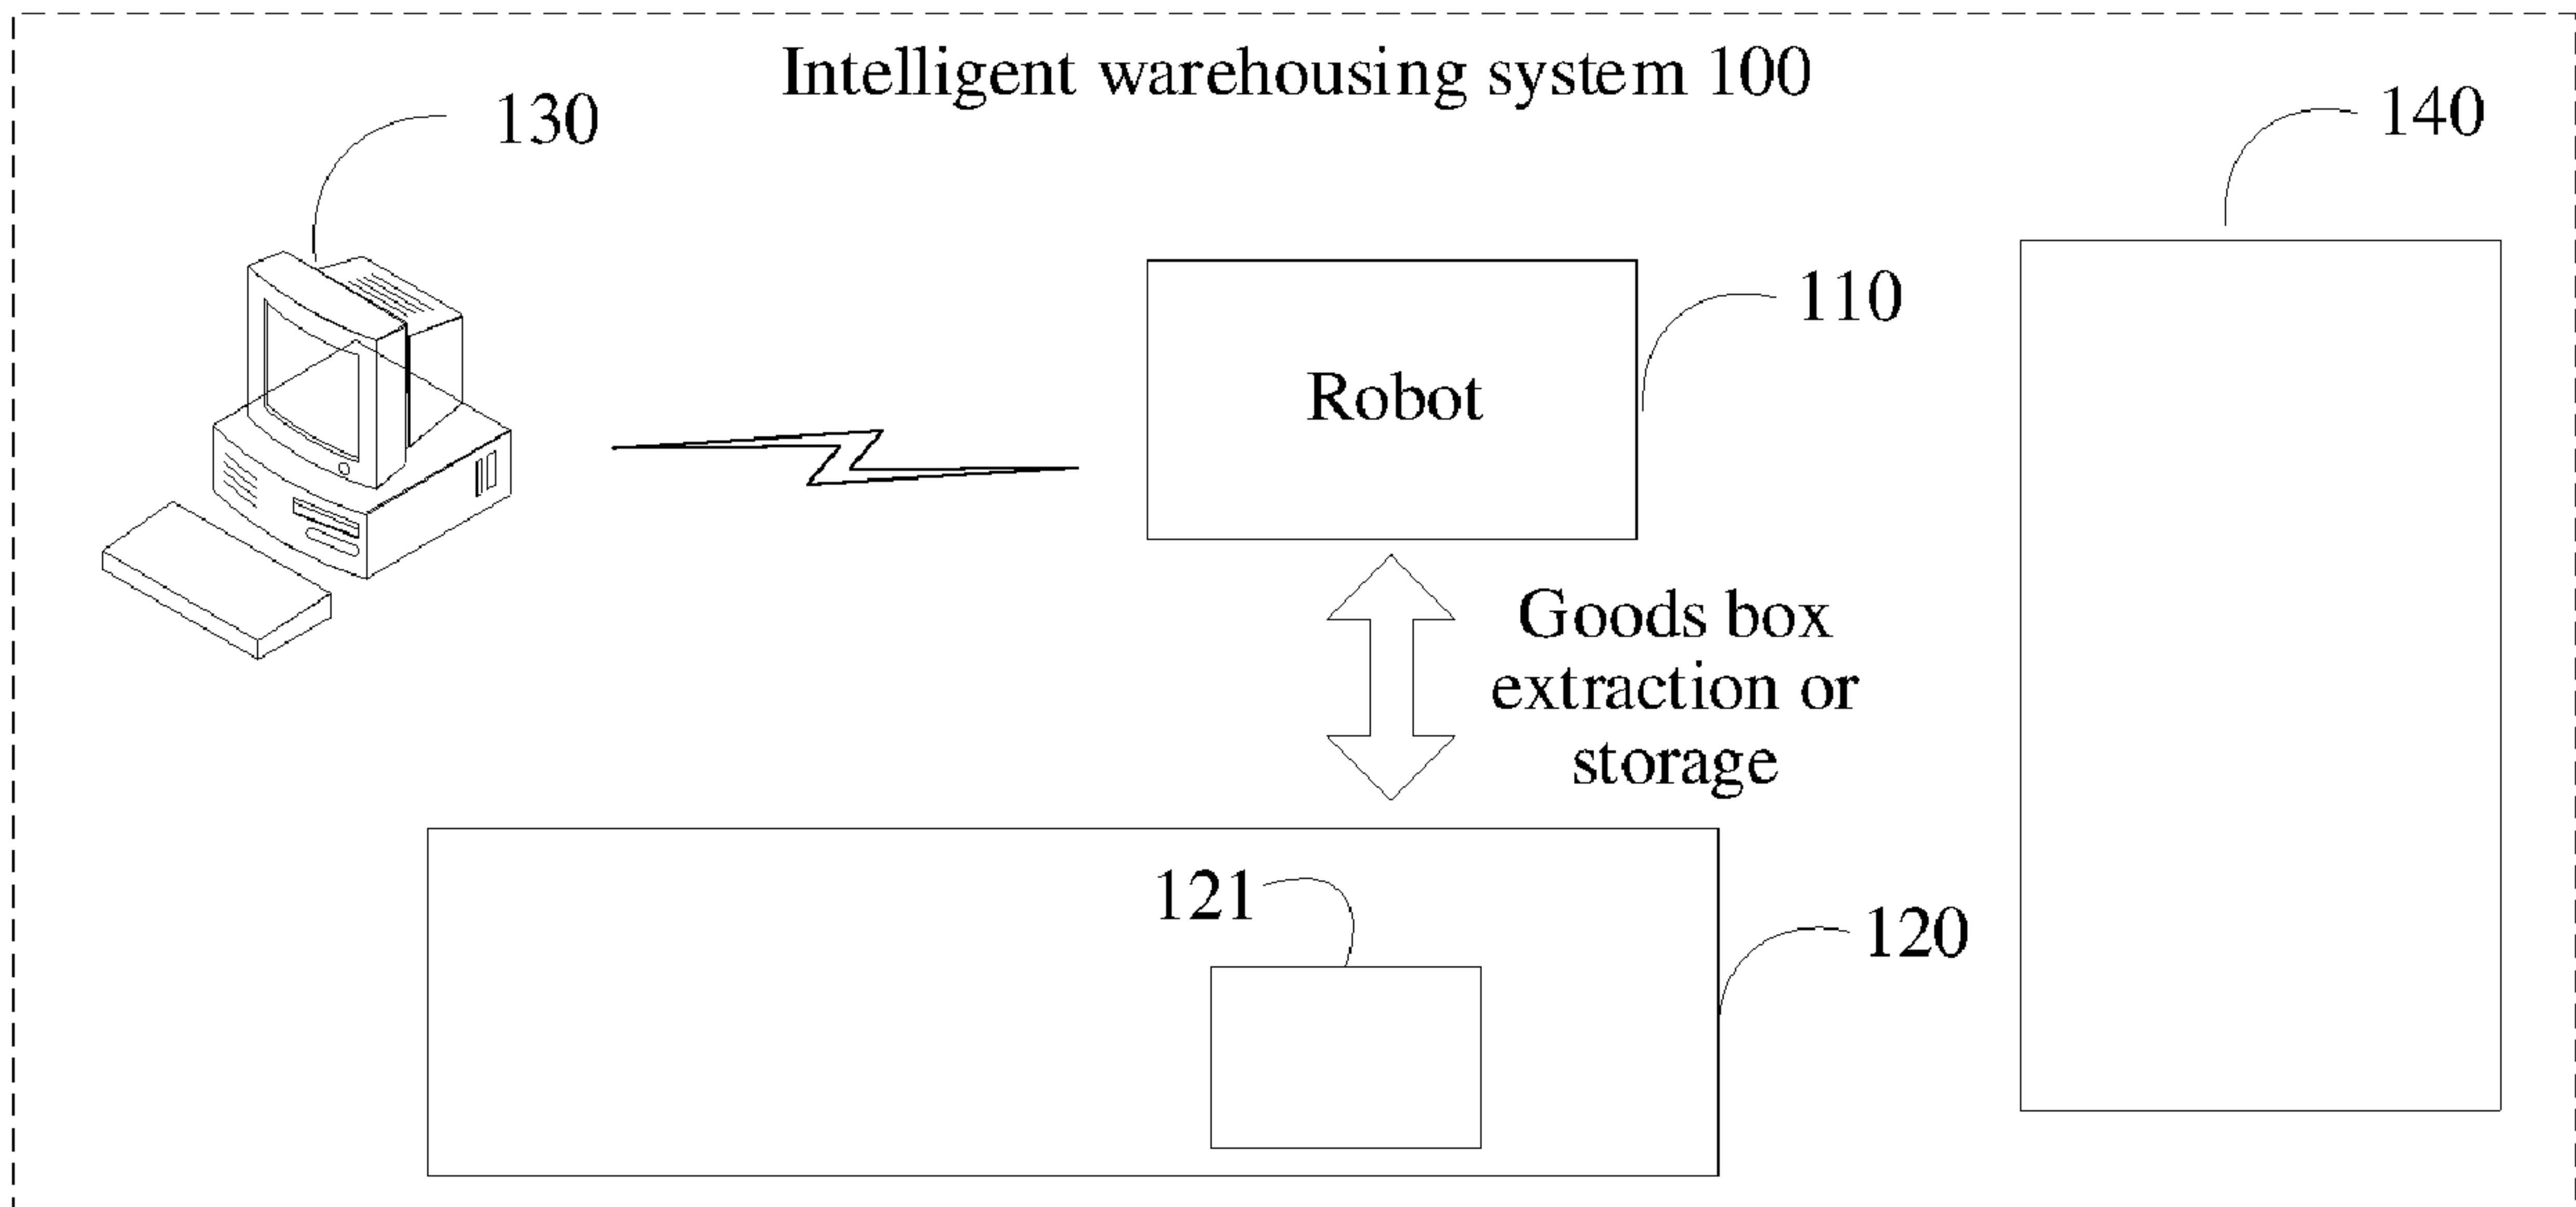 Intelligent warehousing system 100
130
140
110
Robot
Goods box
extraction or
storage
121
120